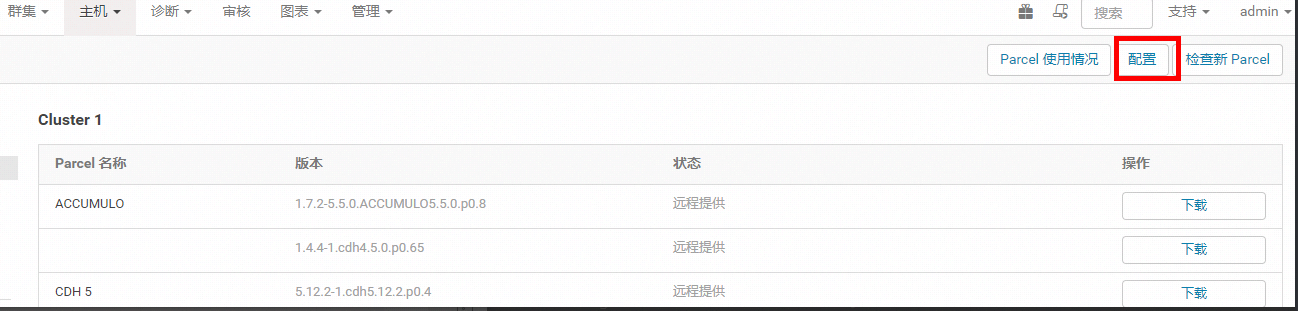 群集 主机 诊断 审核 图表 管理 搜索 支持 admin
Parcel 使用情况 配置 检查新 Parcel
Cluster 1
Parcel 名称 版本 状态 操作
ACCUMULO 1.7.2-5.5.0.ACCUMULO5.5.0.p0.8 远程提供 下载
1.4.4-1.cdh4.5.0.p0.65 远程提供 下载
CDH 5 5.12.2-1.cdh5.12.2.p0.4 远程提供 下载